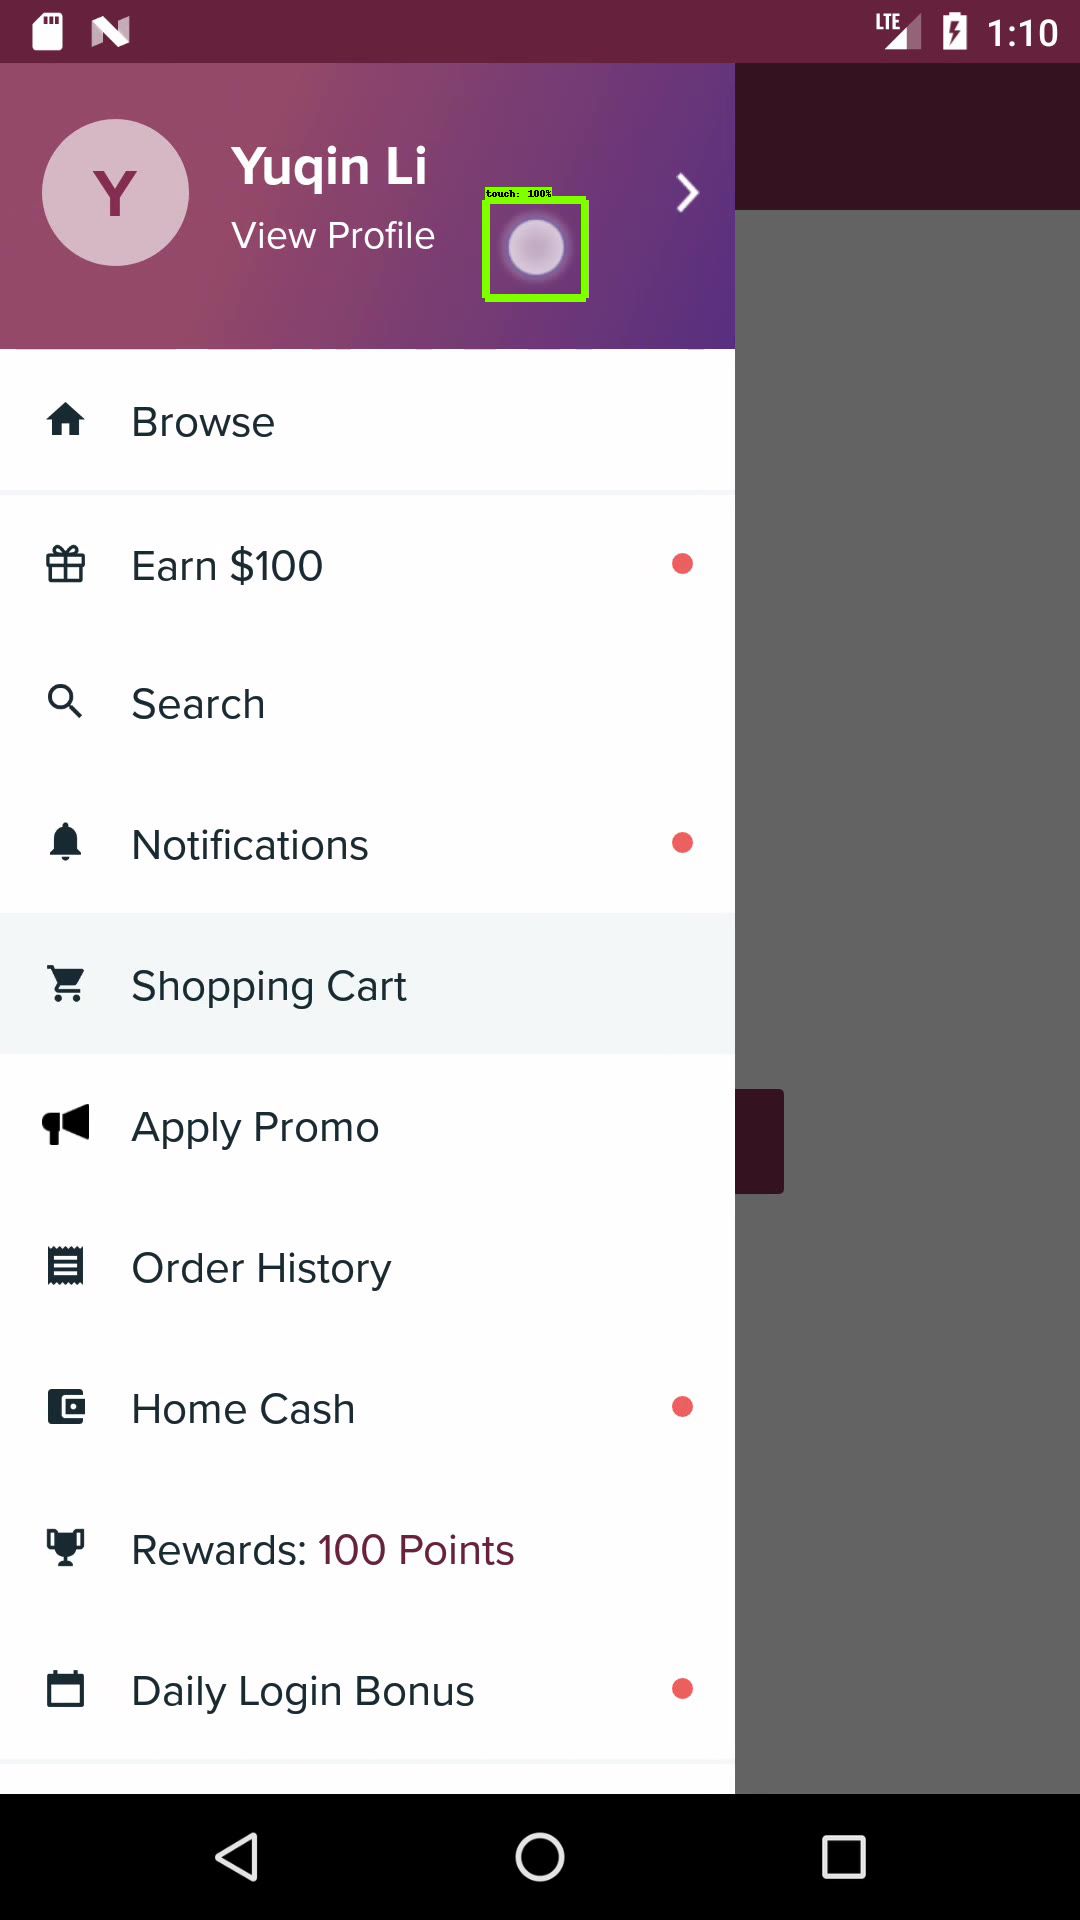 LTE 1:10
Y
Yuqin Li
View Profile
touch: 100%
Browse
Earn $100
Search
Notifications
Shopping Cart
Apply Promo
Order History
Home Cash
Rewards: 100 Points
Daily Login Bonus